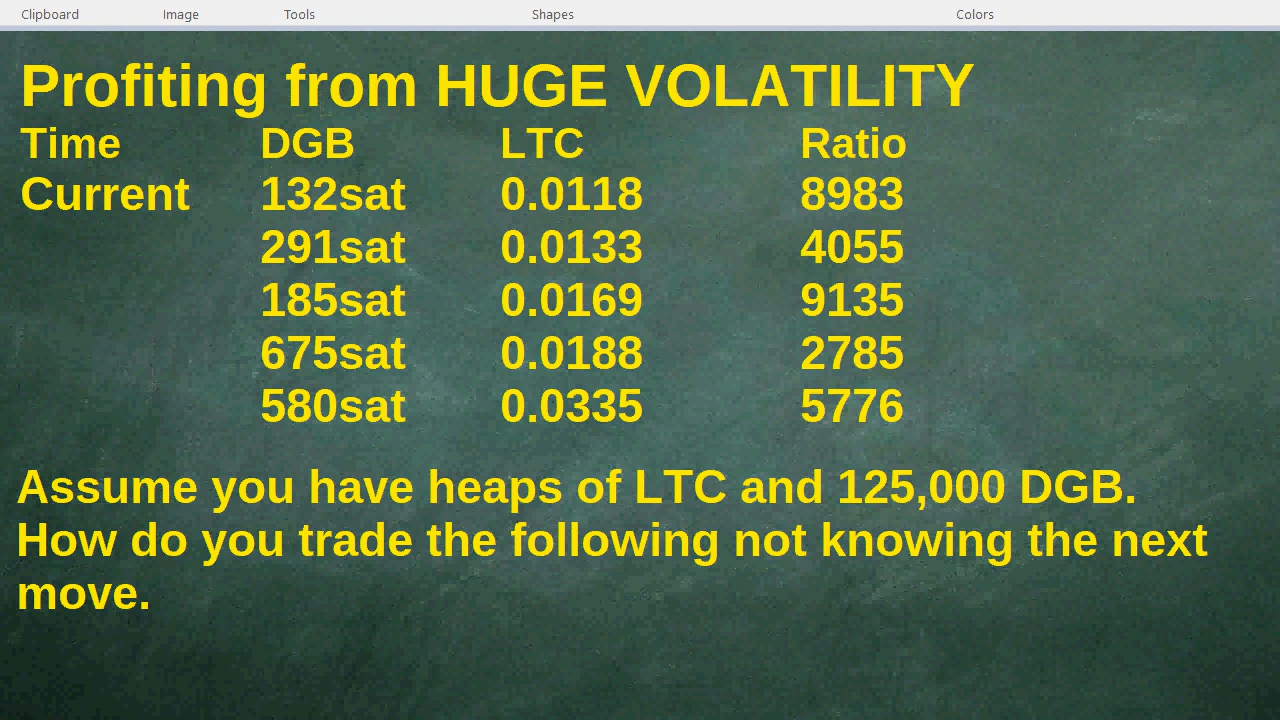 Clipboard Image Tools Shapes Colors
Profiting from HUGE VOLATILITY
Time DGB LTC Ratio
Current 132sat 0.0118 8983
291sat 0.0133 4055
185sat 0.0169 9135
675sat 0.0188 2785
580sat 0.0335 5776
Assume you have heaps of LTC and 125,000 DGB.
How do you trade the following not knowing the next
move.